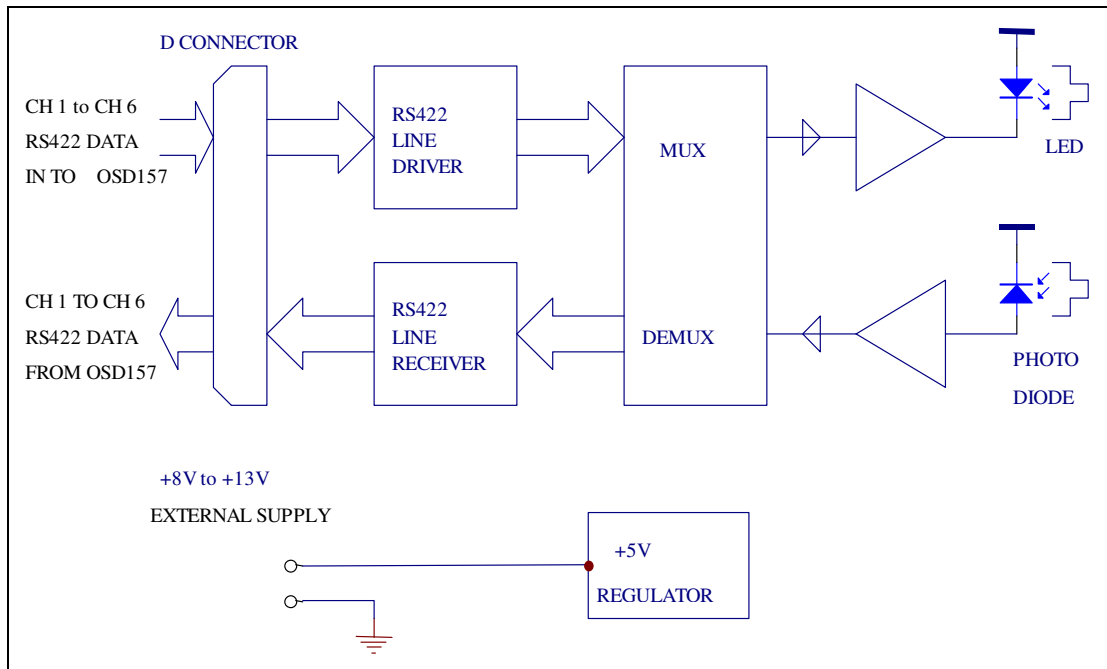 D CONNECTOR
CH 1 to CH 6
RS422 DATA
IN TO OSD157
RS422
LINE
DRIVER
MUX
LED
CH 1 TO CH 6
RS422 DATA
FROM OSD157
RS422
LINE
RECEIVER
DEMUX
PHOTO
DIODE
+8V to +13V
EXTERNAL SUPPLY
+5V
REGULATOR